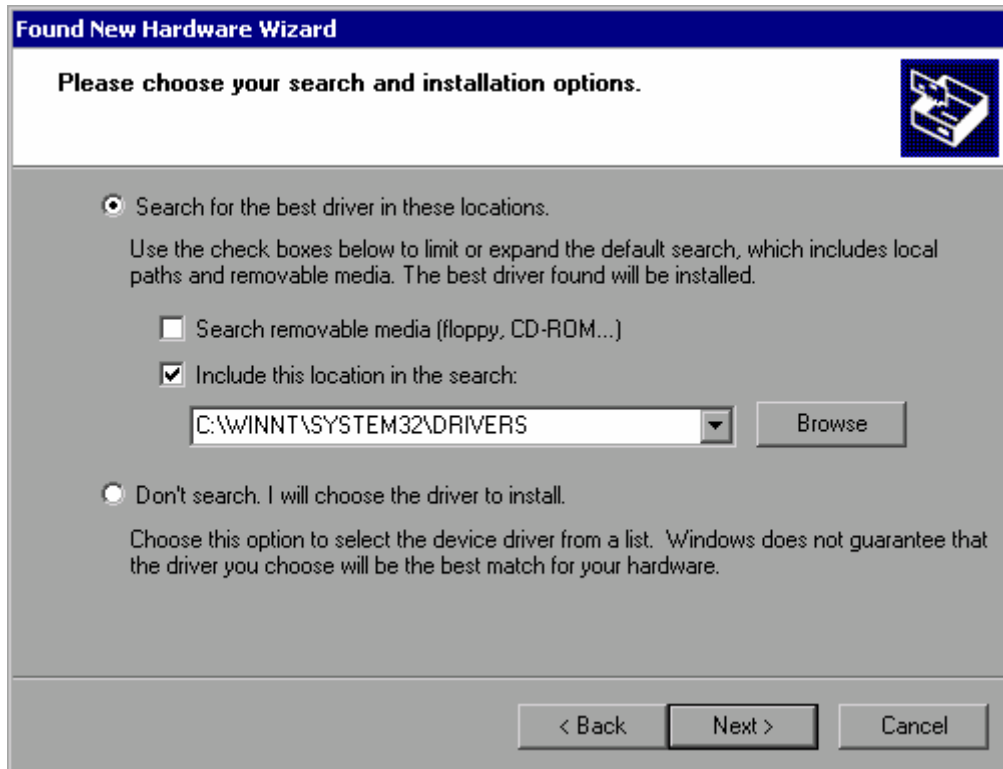 Found New Hardware Wizard
Please choose your search and installation options.
Search for the best driver in these locations.
Use the check boxes below to limit or expand the default search, which includes local
paths and removable media. The best driver found will be installed.
Search removable media (floppy, CD-ROM...)
Include this location in the search:
C:\WINNT\SYSTEM32\DRIVERS
Browse
Don't search. I will choose the driver to install.
Choose this option to select the device driver from a list.  Windows does not guarantee that
the driver you choose will be the best match for your hardware.
< Back
Next >
Cancel